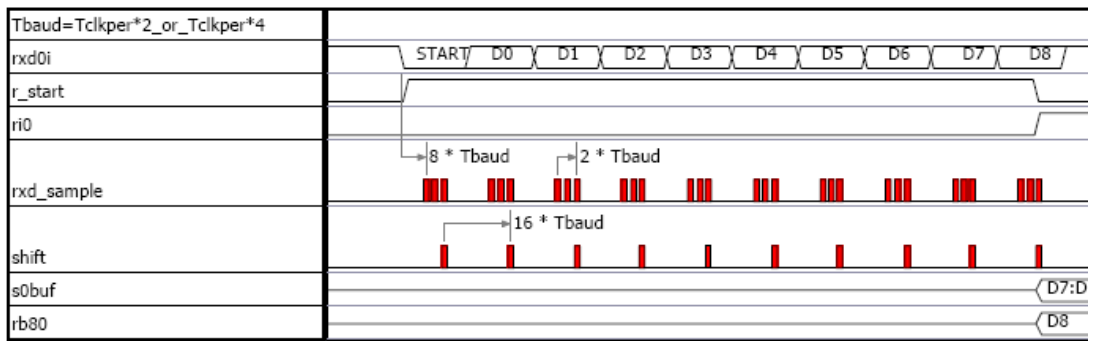 Tbaud=Tclkper*2_or_Tclkper*4
rxd0i START D0 D1 D2 D3 D4 D5 D6 D7 D8
r_start
ri0
8 * Tbaud 2 * Tbaud
rxd_sample
16 * Tbaud
shift
s0buf D7:D
rb80 D8